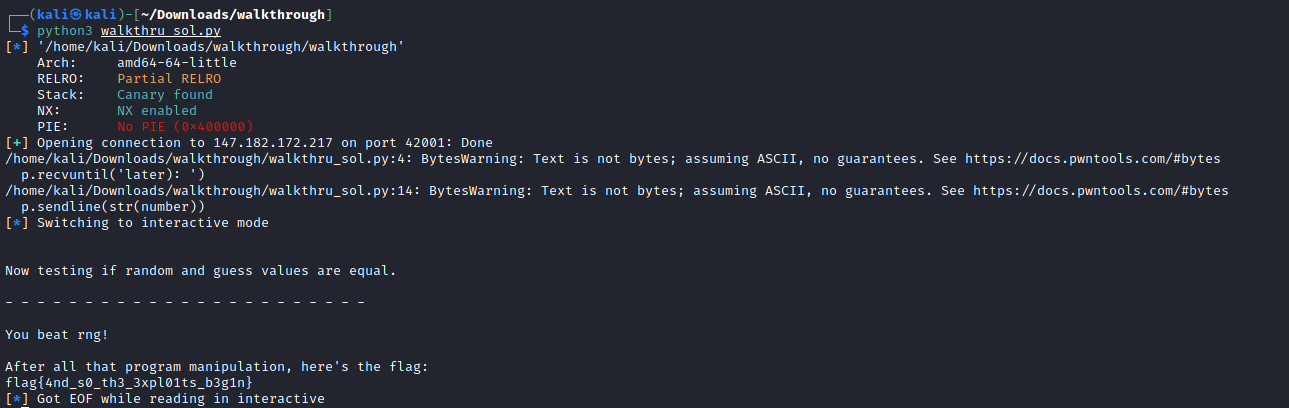 ┌──(kali㉿kali)-[~/Downloads/walkthrough]
└─$ python3 walkthru_sol.py
[*] '/home/kali/Downloads/walkthrough/walkthrough'
    Arch:     amd64-64-little
    RELRO:    Partial RELRO
    Stack:    Canary found
    NX:       NX enabled
    PIE:      No PIE (0×400000)
[+] Opening connection to 147.182.172.217 on port 42001: Done
/home/kali/Downloads/walkthrough/walkthru_sol.py:4: BytesWarning: Text is not bytes; assuming ASCII, no guarantees. See https://docs.pwntools.com/#bytes
  p.recvuntil('later): ')
/home/kali/Downloads/walkthrough/walkthru_sol.py:14: BytesWarning: Text is not bytes; assuming ASCII, no guarantees. See https://docs.pwntools.com/#bytes
  p.sendline(str(number))
[*] Switching to interactive mode
Now testing if random and guess values are equal.
- - - - - - - - - - - - - - - - - - - - - - -
You beat rng!
After all that program manipulation, here's the flag:
flag{4nd_s0_th3_3xpl01ts_b3g1n}
[*] Got EOF while reading in interactive